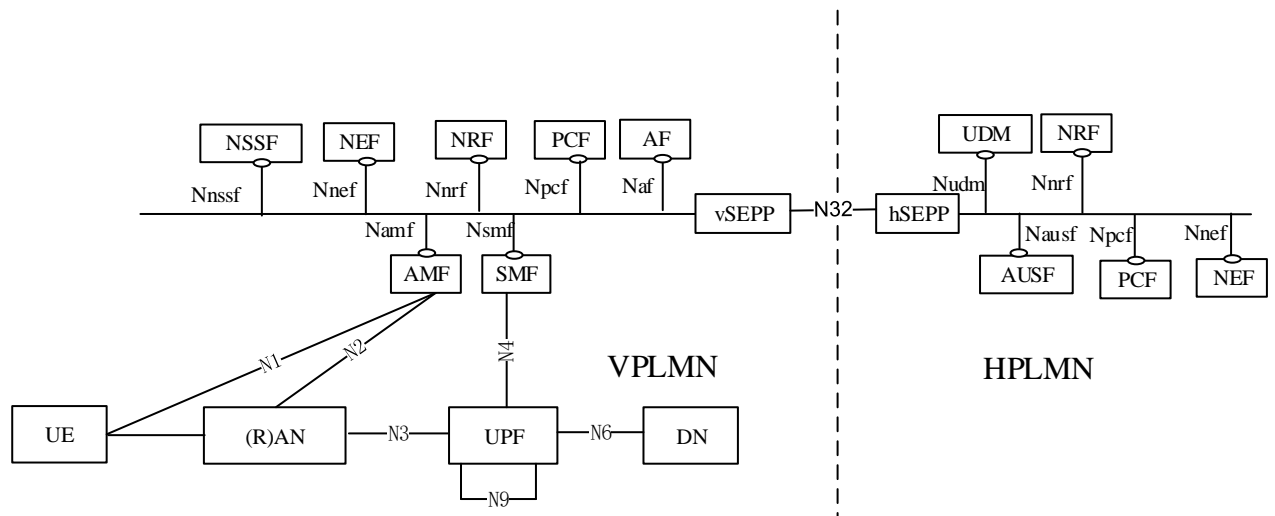 NSSF
NEF
NRF
PCF
AF
UDM
NRF
Nnssf
Nnef
Nnrf
Npcf
Naf
Nudm
Nnrf
vSEPP
N32
hSEPP
Namf
Nsmf
Nausf
Npcf
Nnef
AMF
SMF
AUSF
PCF
NEF
N1
N2
N4
VPLMN
HPLMN
UE
(R)AN
N3
UPF
N6
DN
N9